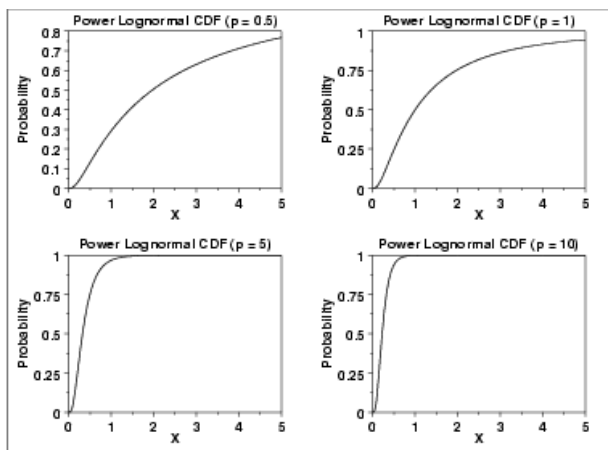 Power Lognormal CDF (p = 0.5)
0.8
0.7
0.6
0.5
0.4
0.3
0.2
0.1
0
Probability
0 1 2 3 4 5
X
Power Lognormal CDF (p = 1)
1
0.75
0.5
0.25
0
Probability
0 1 2 3 4 5
X
Power Lognormal CDF (p = 5)
1
0.75
0.5
0.25
0
Probability
0 1 2 3 4 5
X
Power Lognormal CDF (p = 10)
1
0.75
0.5
0.25
0
Probability
0 1 2 3 4 5
X